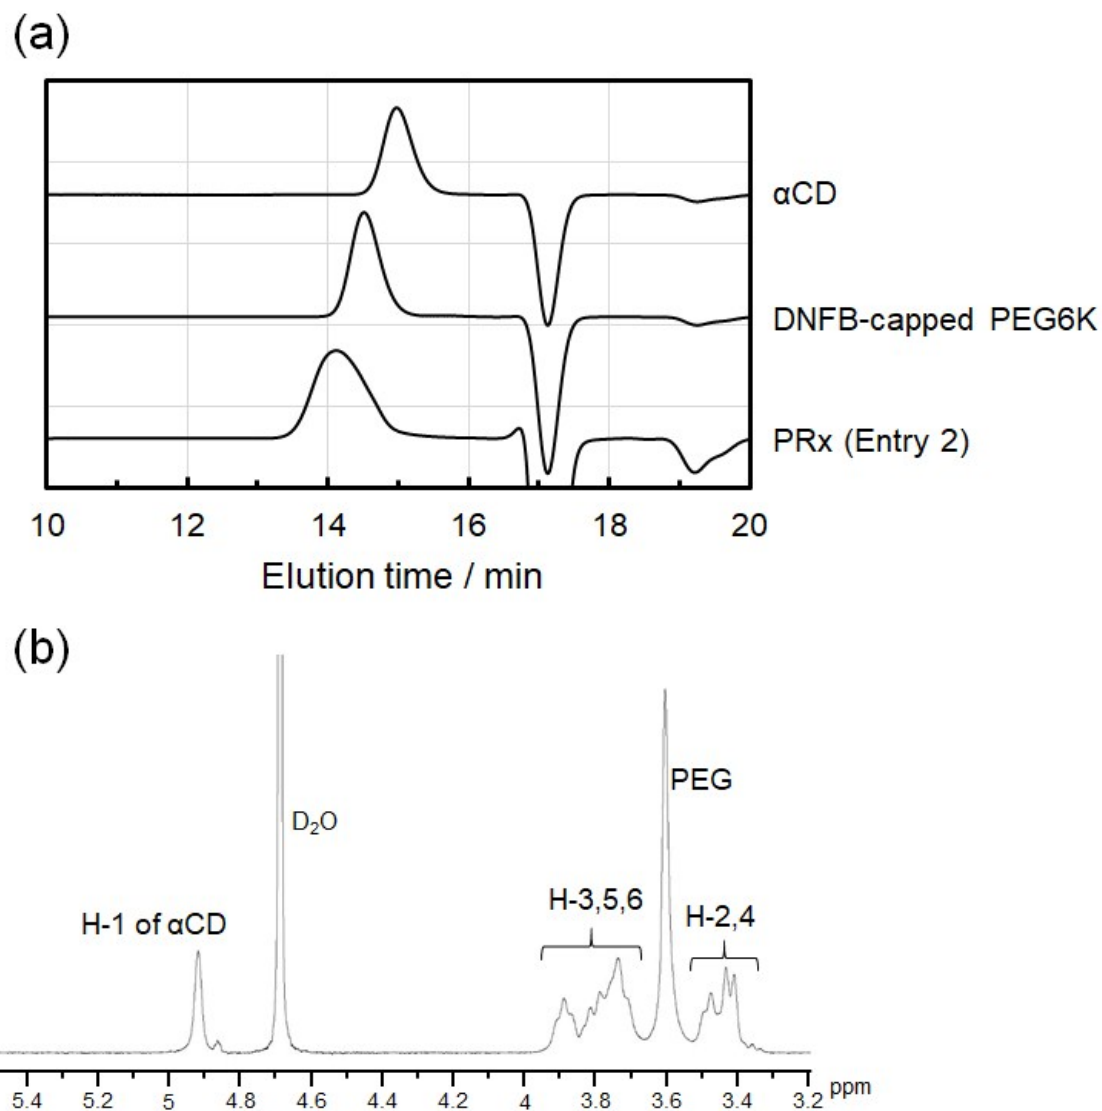 (a)
αCD
DNFB-capped PEG6K
PRx (Entry 2)
10 12 14 16 18 20
Elution time / min
(b)
PEG
D₂O
H-3,5,6
H-2,4
H-1 of αCD
5.4 5.2 5 4.8 4.6 4.4 4.2 4 3.8 3.6 3.4 3.2 ppm